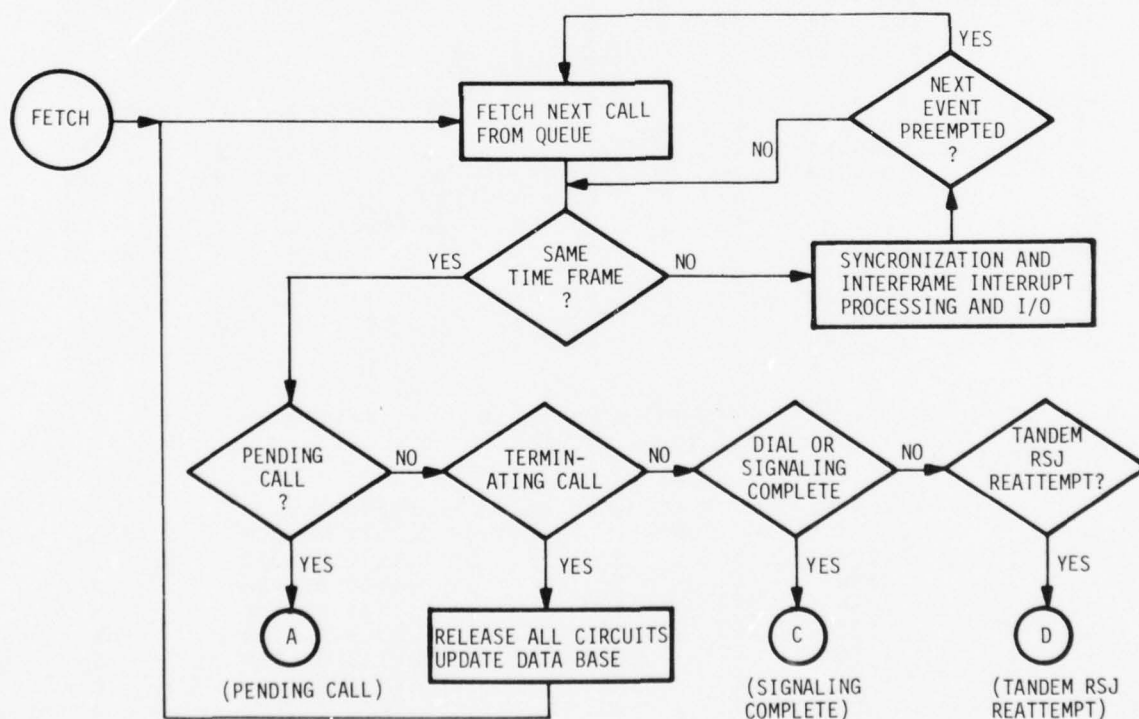 FETCH
FETCH NEXT CALL
FROM QUEUE
YES
NEXT
EVENT
PREEMPTED
?
NO
SAME
TIME FRAME
?
YES
NO
SYNCRONIZATION AND
INTERFRAME INTERRUPT
PROCESSING AND I/O
PENDING
CALL
?
NO
TERMIN-
ATING CALL
NO
DIAL OR
SIGNALING
COMPLETE
NO
TANDEM
RSJ
REATTEMPT?
YES
YES
YES
YES
A
(PENDING CALL)
RELEASE ALL CIRCUITS
UPDATE DATA BASE
C
(SIGNALING
COMPLETE)
D
(TANDEM RSJ
REATTEMPT)